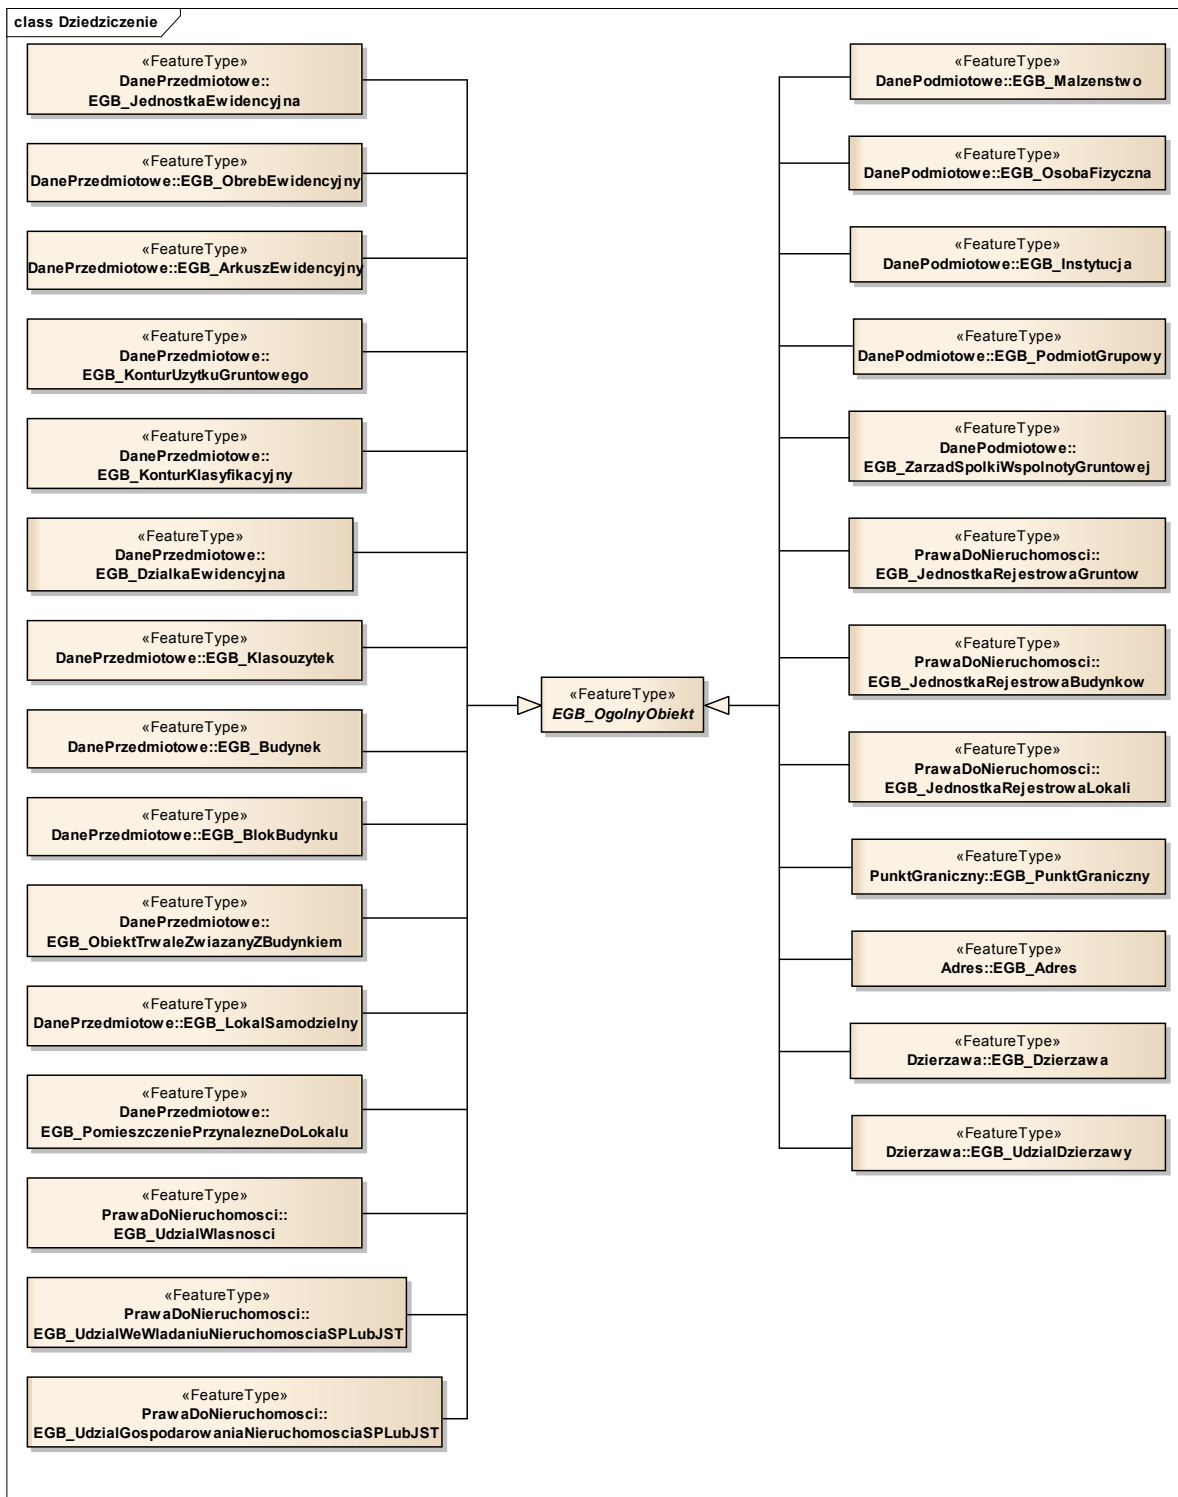 class Dziedziczenie
«FeatureType»
DanePrzedmiotowe::
EGB_JednostkaEwidencyjna
«FeatureType»
DanePrzedmiotowe::EGB_ObrebEwidencyjny
«FeatureType»
DanePrzedmiotowe::EGB_ArkuszEwidencyjny
«FeatureType»
DanePrzedmiotowe::
EGB_KonturUzytkuGruntowego
«FeatureType»
DanePrzedmiotowe::
EGB_KonturKlasyfikacyjny
«FeatureType»
DanePrzedmiotowe::
EGB_DzialkaEwidencyjna
«FeatureType»
DanePrzedmiotowe::EGB_Klasouzytek
«FeatureType»
DanePrzedmiotowe::EGB_Budynek
«FeatureType»
DanePrzedmiotowe::EGB_BlokBudynku
«FeatureType»
DanePrzedmiotowe::
EGB_ObiektTrwaleZwiazanyZBudynkiem
«FeatureType»
DanePrzedmiotowe::EGB_LokalSamodzielny
«FeatureType»
DanePrzedmiotowe::
EGB_PomieszczeniePrzynalezneDoLokalu
«FeatureType»
PrawaDoNieruchomosci::
EGB_UdzialWlasnosci
«FeatureType»
PrawaDoNieruchomosci::
EGB_UdzialWeWladaniuNieruchomosciaSPLubJST
«FeatureType»
PrawaDoNieruchomosci::
EGB_UdzialGospodarowaniaNieruchomosciaSPLubJST
«FeatureType»
EGB_OgolnyObiekt
«FeatureType»
DanePodmiotowe::EGB_Malzenstwo
«FeatureType»
DanePodmiotowe::EGB_OsobaFizyczna
«FeatureType»
DanePodmiotowe::EGB_Instytucja
«FeatureType»
DanePodmiotowe::EGB_PodmiotGrupowy
«FeatureType»
DanePodmiotowe::
EGB_ZarzadSpolkiWspolnotyGruntowej
«FeatureType»
PrawaDoNieruchomosci::
EGB_JednostkaRejestrowaGruntow
«FeatureType»
PrawaDoNieruchomosci::
EGB_JednostkaRejestrowaBudynkow
«FeatureType»
PrawaDoNieruchomosci::
EGB_JednostkaRejestrowaLokali
«FeatureType»
PunktGraniczny::EGB_PunktGraniczny
«FeatureType»
Adres::EGB_Adres
«FeatureType»
Dzierzawa::EGB_Dzierzawa
«FeatureType»
Dzierzawa::EGB_UdzialDzierzawy